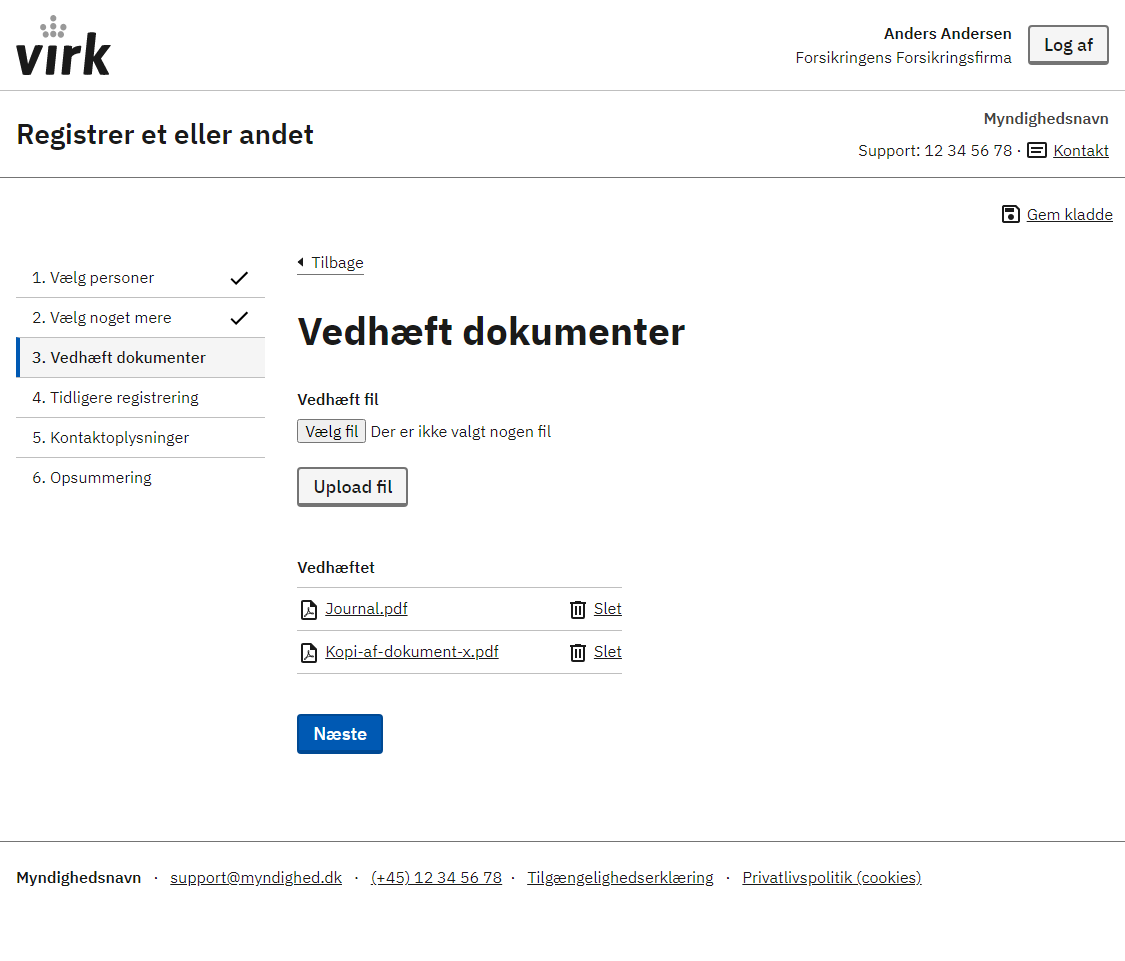 virk
Anders Andersen
Forsikringens Forsikringsfirma
Log af
Registrer et eller andet
Myndighedsnavn
Support: 12 34 56 78 · Kontakt
Gem kladde
1. Vælg personer
2. Vælg noget mere
3. Vedhæft dokumenter
4. Tidligere registrering
5. Kontaktoplysninger
6. Opsummering
Tilbage
Vedhæft dokumenter
Vedhæft fil
Vælg fil Der er ikke valgt nogen fil
Upload fil
Vedhæftet
Journal.pdf Slet
Kopi-af-dokument-x.pdf Slet
Næste
Myndighedsnavn · support@myndighed.dk · (+45) 12 34 56 78 · Tilgængelighedserklæring · Privatlivspolitik (cookies)